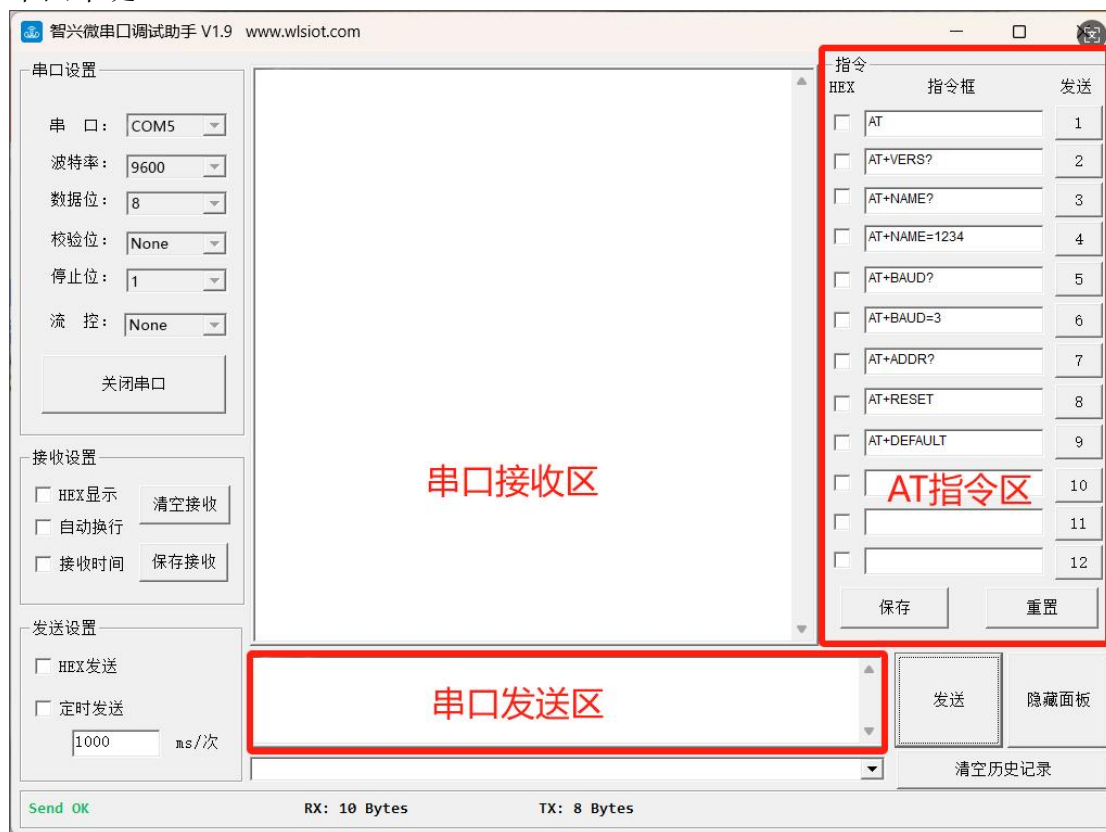 智兴微串口调试助手 V1.9 www.wlsiot.com
串口设置
串 口: COM5
波特率: 9600
数据位: 8
校验位: None
停止位: 1
流 控: None
关闭串口
接收设置
HEX显示
清空接收
自动换行
接收时间
保存接收
发送设置
HEX发送
定时发送
1000 ms/次
串口接收区
串口发送区
指令
HEX 指令框 发送
AT 1
AT+VERS? 2
AT+NAME? 3
AT+NAME=1234 4
AT+BAUD? 5
AT+BAUD=3 6
AT+ADDR? 7
AT+RESET 8
AT+DEFAULT 9
AT指令区 10
11
12
保存 重置
发送 隐藏面板
清空历史记录
Send OK RX: 10 Bytes TX: 8 Bytes